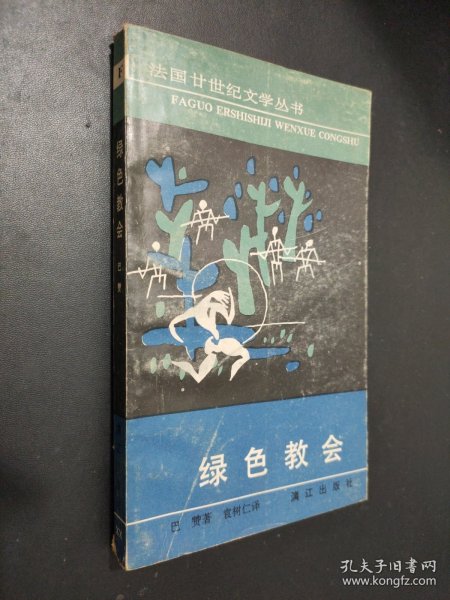 法国廿世纪文学丛书
FAGUO ERSHISHIJI WENXUE CONGSHU
绿色教会
巴赞著 袁树仁译 漓江出版社
F
绿色教会
巴赞
孔夫子旧书网
www.kongfz.com